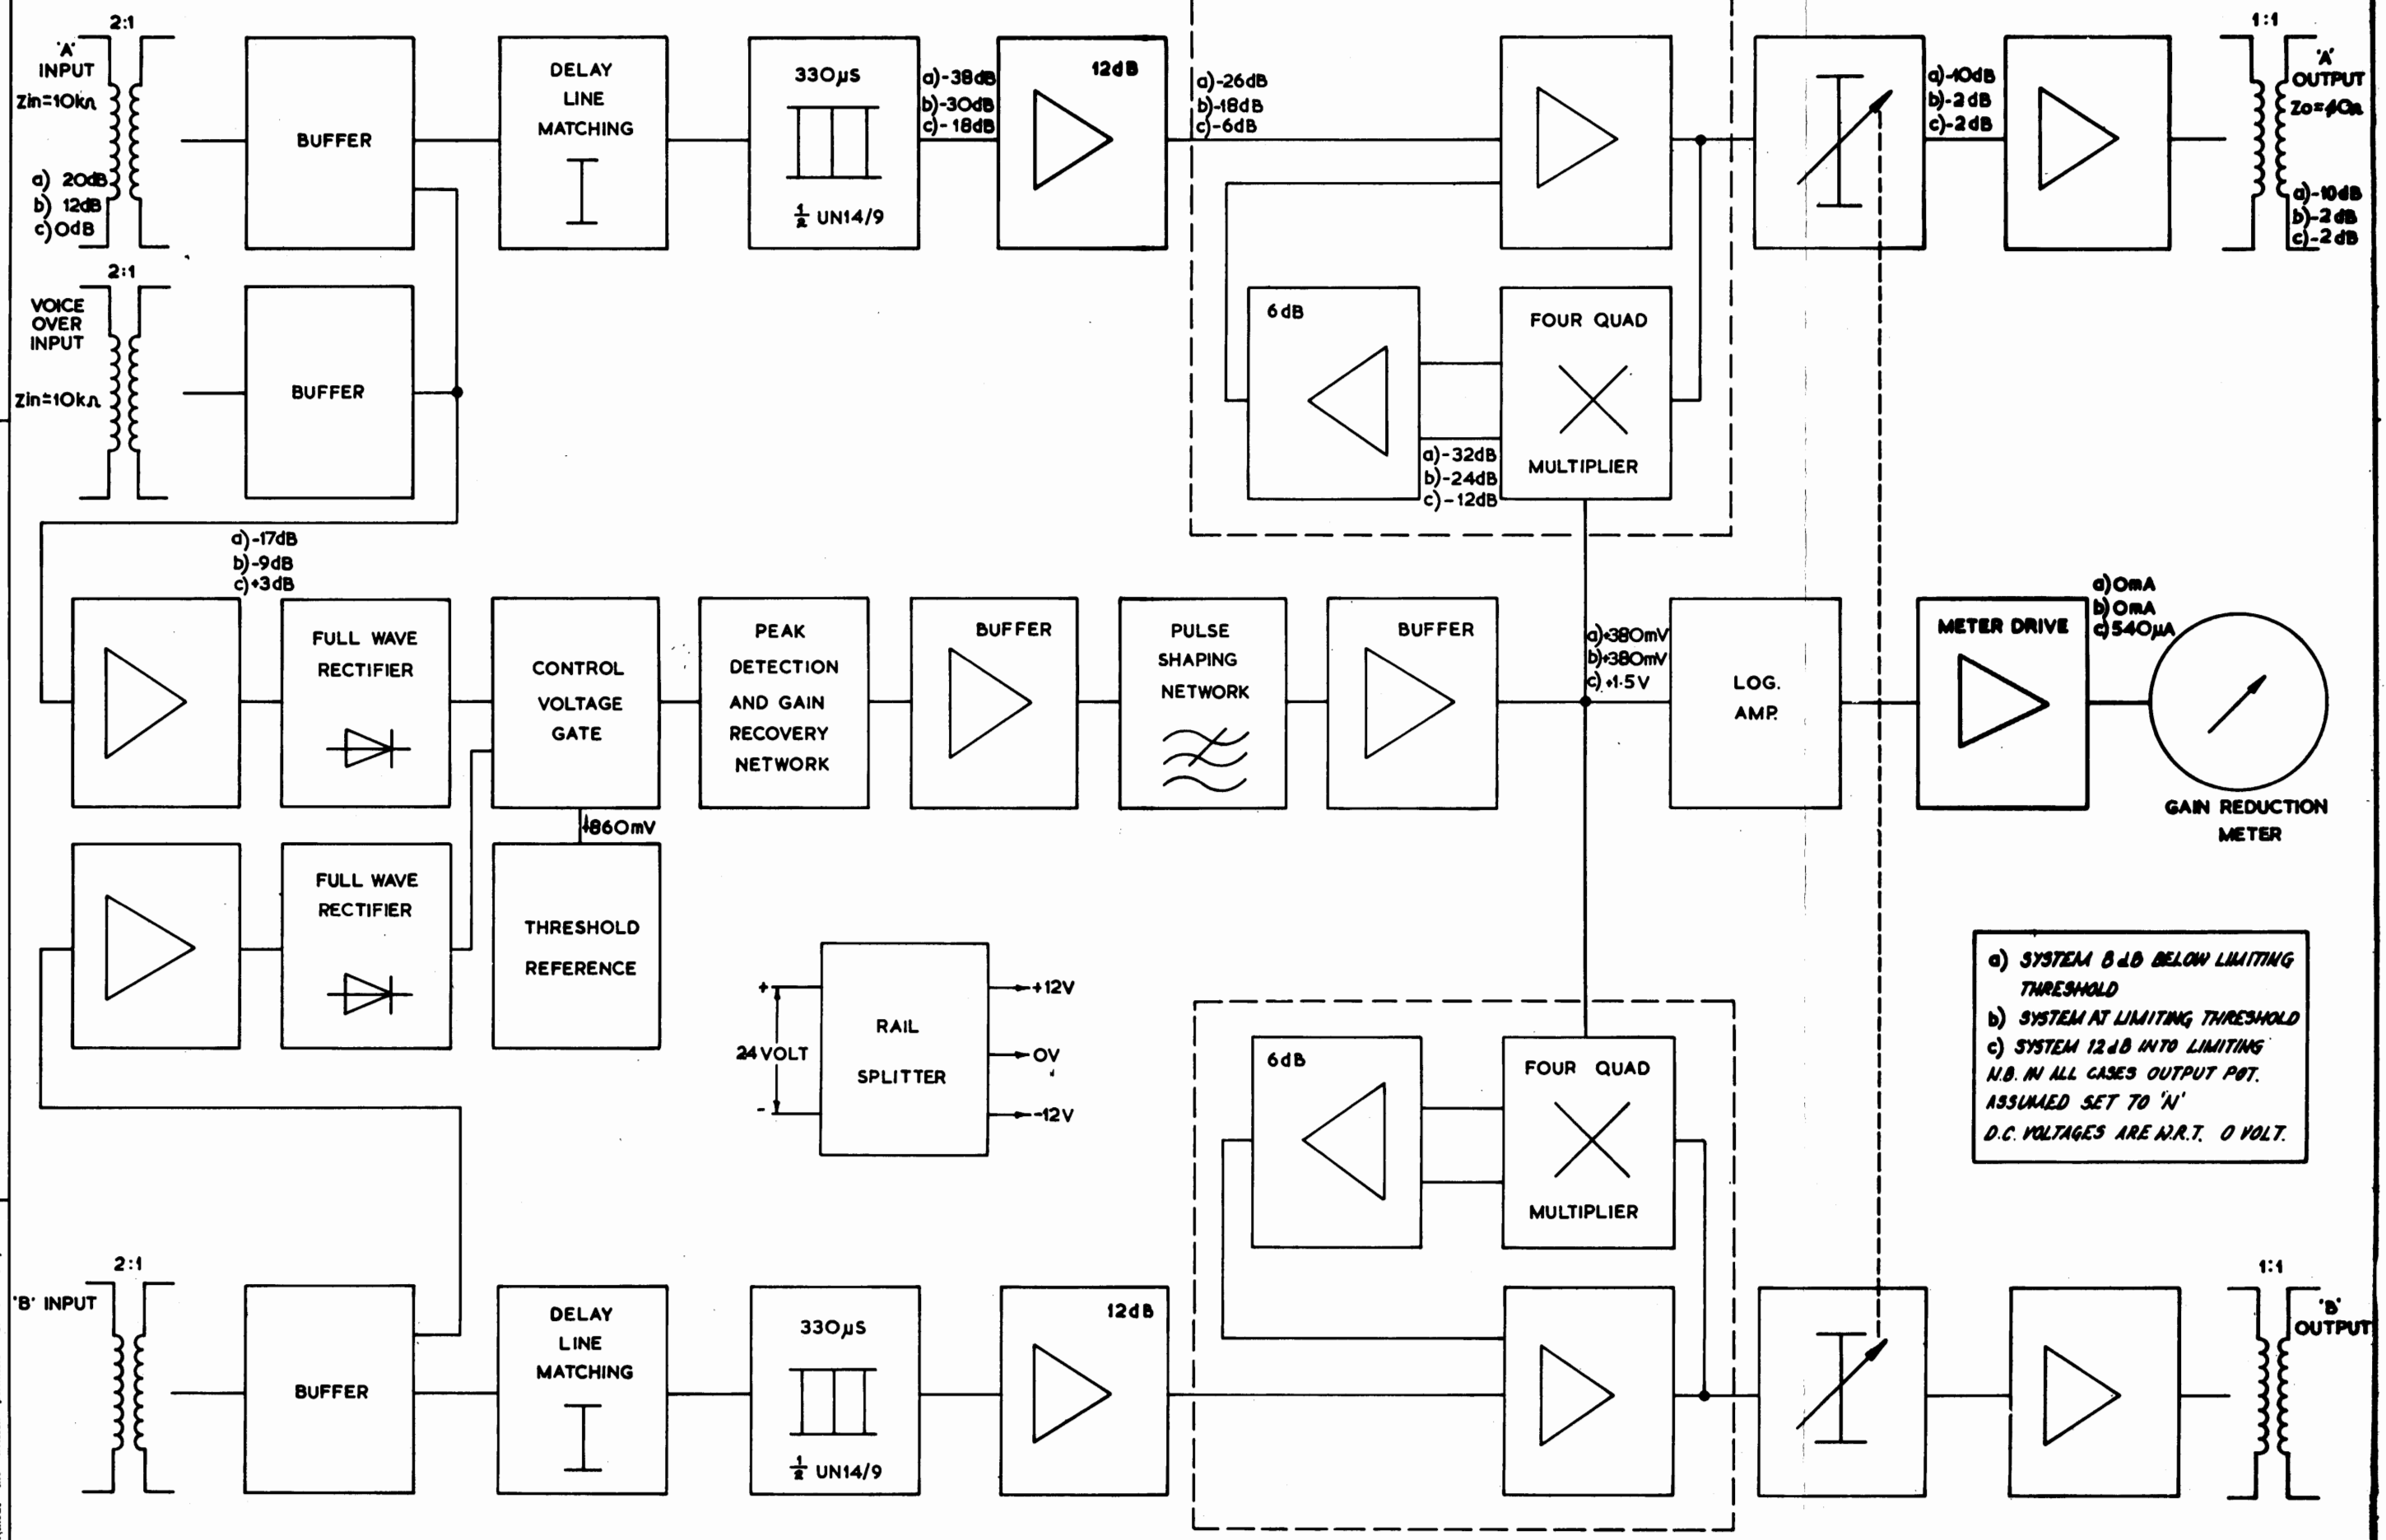 2:1
'A'
INPUT
Zin=10kΩ
a) 20dB
b) 12dB
c) 0dB
BUFFER
DELAY
LINE
MATCHING
330µS
½ UN14/9
a)-38dB
b)-30dB
c)-18dB
12dB
a)-26dB
b)-18dB
c)-6dB
a)-10dB
b)-2dB
c)-2dB
1:1
'A'
OUTPUT
Zo=40Ω
a)-10dB
b)-2dB
c)-2dB
2:1
VOICE
OVER
INPUT
Zin=10kΩ
BUFFER
6dB
FOUR QUAD
MULTIPLIER
a)-32dB
b)-24dB
c)-12dB
a)-17dB
b)-9dB
c)+3dB
FULL WAVE
RECTIFIER
CONTROL
VOLTAGE
GATE
PEAK
DETECTION
AND GAIN
RECOVERY
NETWORK
BUFFER
PULSE
SHAPING
NETWORK
BUFFER
a)+380mV
b)+380mV
c)+1·5V
LOG.
AMP.
METER DRIVE
a)0mA
b)0mA
c)540µA
GAIN REDUCTION
METER
860mV
FULL WAVE
RECTIFIER
THRESHOLD
REFERENCE
+
24 VOLT
-
RAIL
SPLITTER
+12V
0V
-12V
a) SYSTEM 8dB BELOW LIMITING
THRESHOLD
b) SYSTEM AT LIMITING THRESHOLD
c) SYSTEM 12dB INTO LIMITING
N.B. IN ALL CASES OUTPUT POT.
ASSUMED SET TO 'N'
D.C. VOLTAGES ARE W.R.T. 0 VOLT.
6dB
FOUR QUAD
MULTIPLIER
2:1
'B' INPUT
BUFFER
DELAY
LINE
MATCHING
330µS
½ UN14/9
12dB
1:1
'B'
OUTPUT